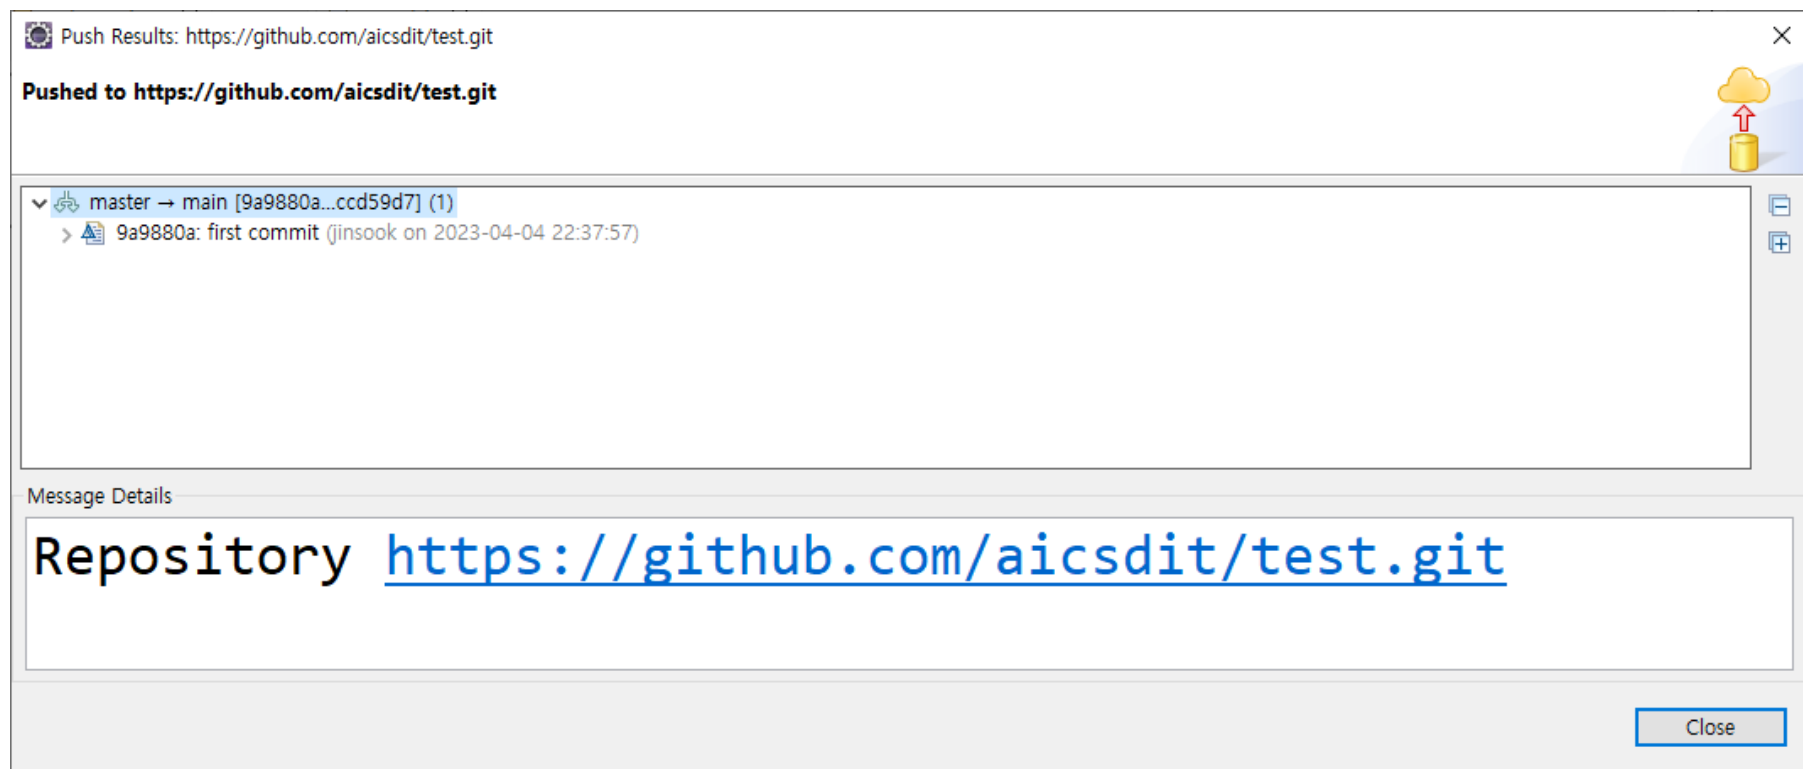 Push Results: https://github.com/aicsdit/test.git
Pushed to https://github.com/aicsdit/test.git
master → main [9a9880a...ccd59d7] (1)
9a9880a: first commit (jinsook on 2023-04-04 22:37:57)
Message Details
Repository https://github.com/aicsdit/test.git
Close